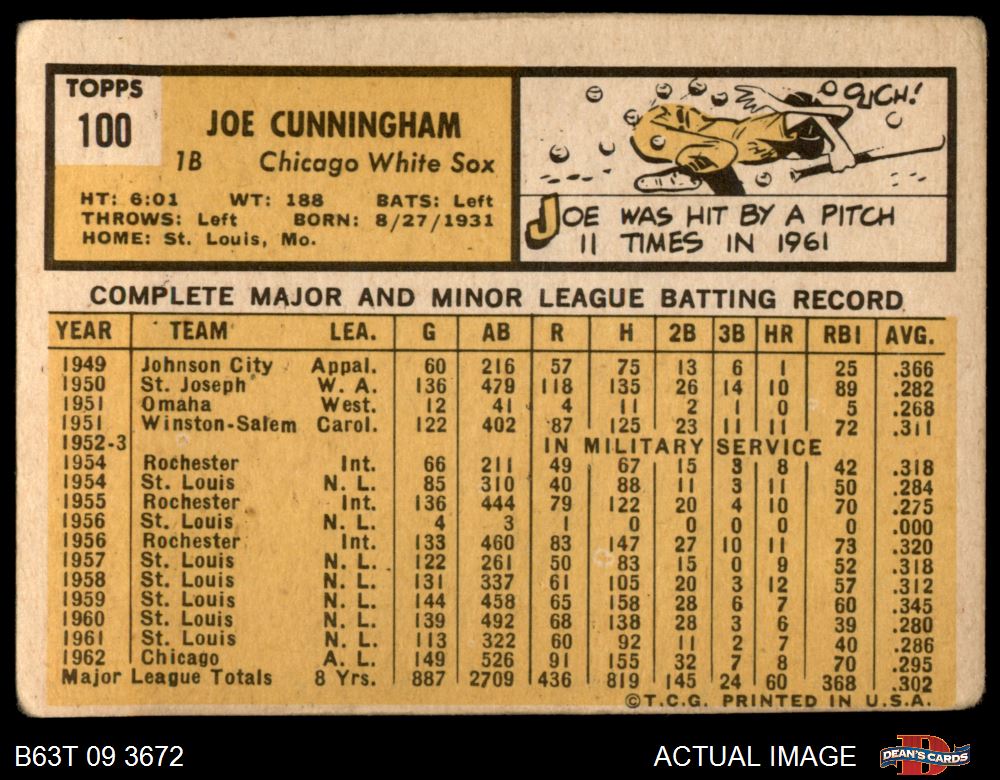 TOPPS
100
JOE CUNNINGHAM
1B Chicago White Sox
HT: 6:01 WT: 188 BATS: Left
THROWS: Left BORN: 8/27/1931
HOME: St. Louis, Mo.
OUCH!
JOE WAS HIT BY A PITCH
11 TIMES IN 1961
COMPLETE MAJOR AND MINOR LEAGUE BATTING RECORD
YEAR TEAM LEA. G AB R H 2B 3B HR RBI AVG.
1949 Johnson City Appal. 60 216 57 75 13 6 1 25 .366
1950 St. Joseph W. A. 136 479 118 135 26 14 10 89 .282
1951 Omaha West. 12 41 4 11 2 1 0 5 .268
1951 Winston-Salem Carol. 122 402 87 125 23 11 11 72 .311
1952-3 IN MILITARY SERVICE
1954 Rochester Int. 66 211 49 67 15 3 8 42 .318
1954 St. Louis N. L. 85 310 40 88 11 3 11 50 .284
1955 Rochester Int. 136 444 79 122 20 4 10 70 .275
1956 St. Louis N. L. 4 3 1 0 0 0 0 0 .000
1956 Rochester Int. 133 460 83 147 27 10 11 73 .320
1957 St. Louis N. L. 122 261 50 83 15 0 9 52 .318
1958 St. Louis N. L. 131 337 61 105 20 3 12 57 .312
1959 St. Louis N. L. 144 458 65 158 28 6 7 60 .345
1960 St. Louis N. L. 139 492 68 138 28 3 6 39 .280
1961 St. Louis N. L. 113 322 60 92 11 2 7 40 .286
1962 Chicago A. L. 149 526 91 155 32 7 8 70 .295
Major League Totals 8 Yrs. 887 2709 436 819 145 24 60 368 .302
©T.C.G. PRINTED IN U.S.A.
B63T 09 3672 ACTUAL IMAGE DEAN'S CARDS